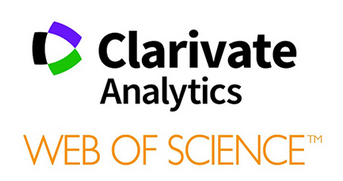 Clarivate
Analytics
WEB OF SCIENCE™